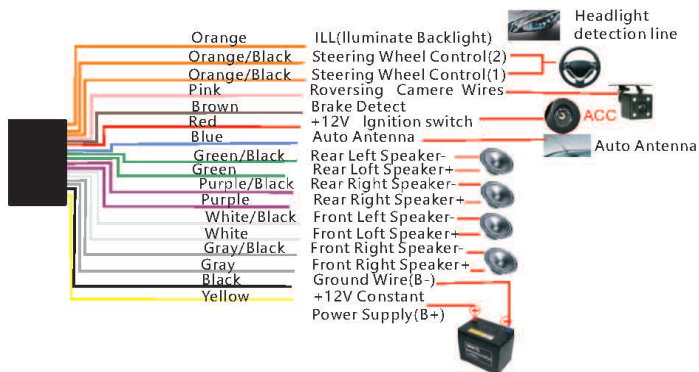 Headlight
detection line
Orange ILL(Iluminate Backlight)
Orange/Black Steering Wheel Control(2)
Orange/Black Steering Wheel Control(1)
Pink Roversing Camere Wires
Brown Brake Detect
Red +12V Ignition switch ACC
Blue Auto Antenna
Auto Antenna
Green/Black Rear Left Speaker-
Green Rear Loft Speaker+
Purple/Black Rear Right Speaker-
Purple Rear Right Speaker+
White/Black Front Left Speaker-
White Front Loft Speaker+
Gray/Black Front Right Speaker-
Gray Front Right Speaker+
Black Ground Wire(B-)
Yellow +12V Constant
Power Supply(B+)